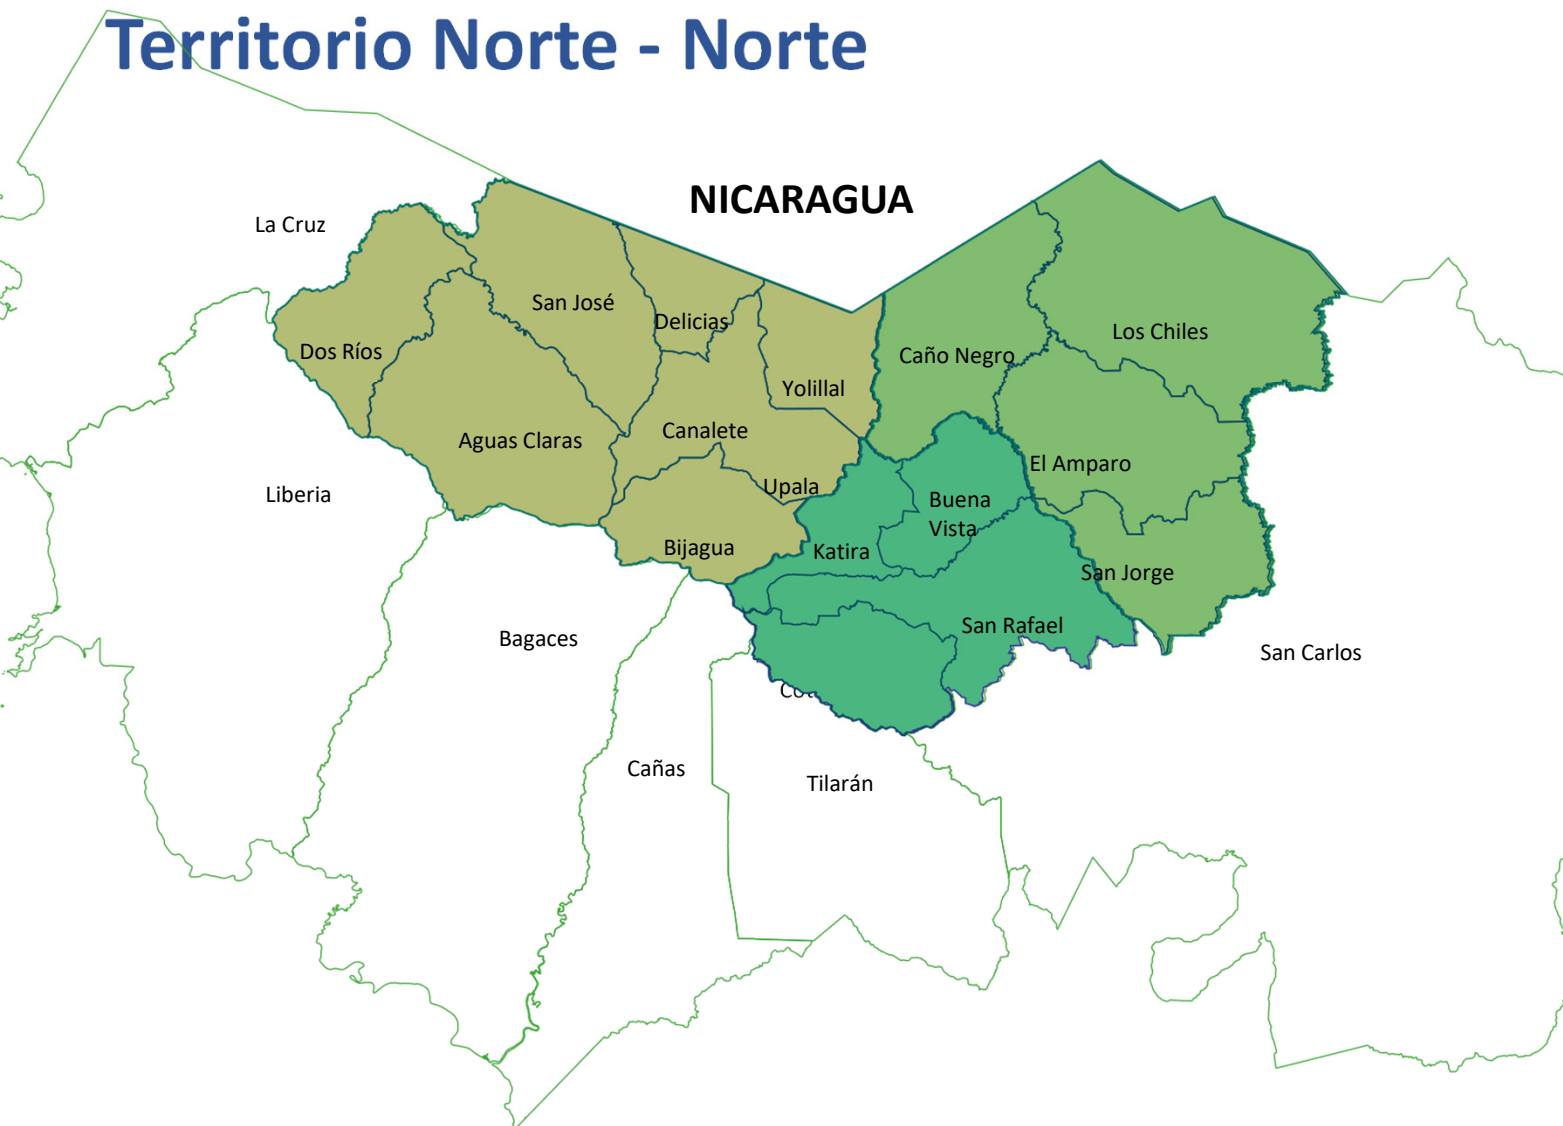 Territorio Norte - Norte
NICARAGUA
La Cruz
San José
Delicias
Los Chiles
Dos Ríos
Caño Negro
Yolillal
Aguas Claras
Canalete
El Amparo
Liberia
Upala
Buena
Vista
Bijagua
Katira
San Jorge
San Rafael
Bagaces
San Carlos
Cañas
Tilarán